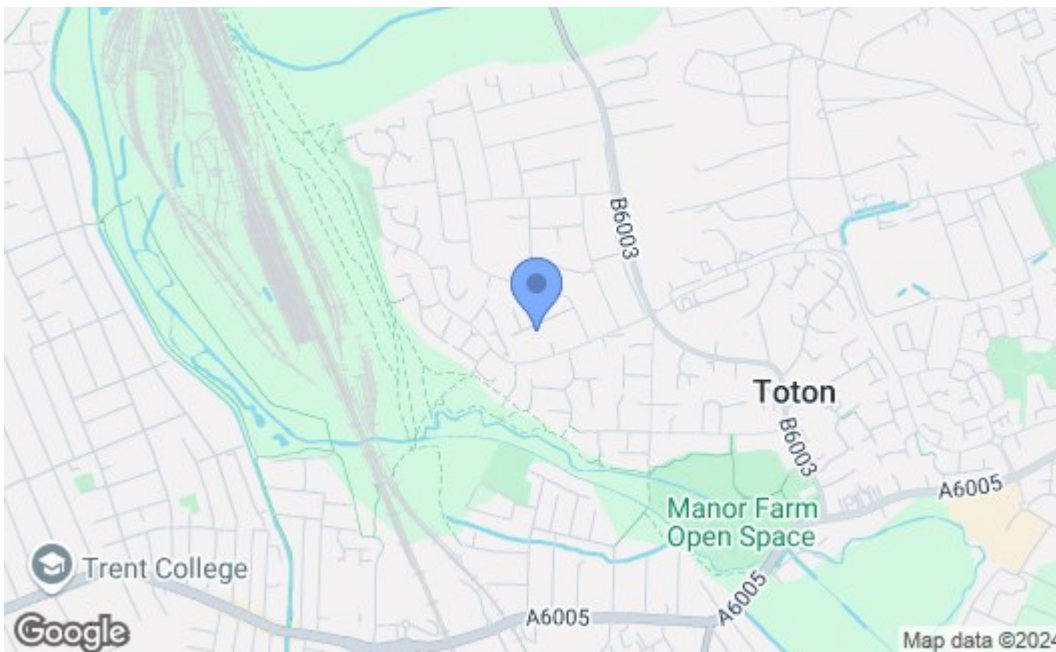 B6003
Toton
B6003
A6005
Manor Farm
Open Space
Trent College
A6005
A6005
Google
Map data ©2024